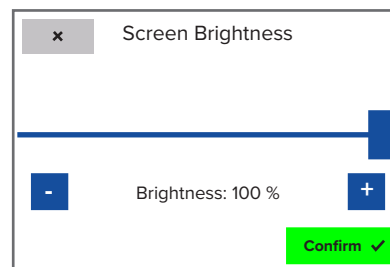 × Screen Brightness
- Brightness: 100 % +
Confirm ✓